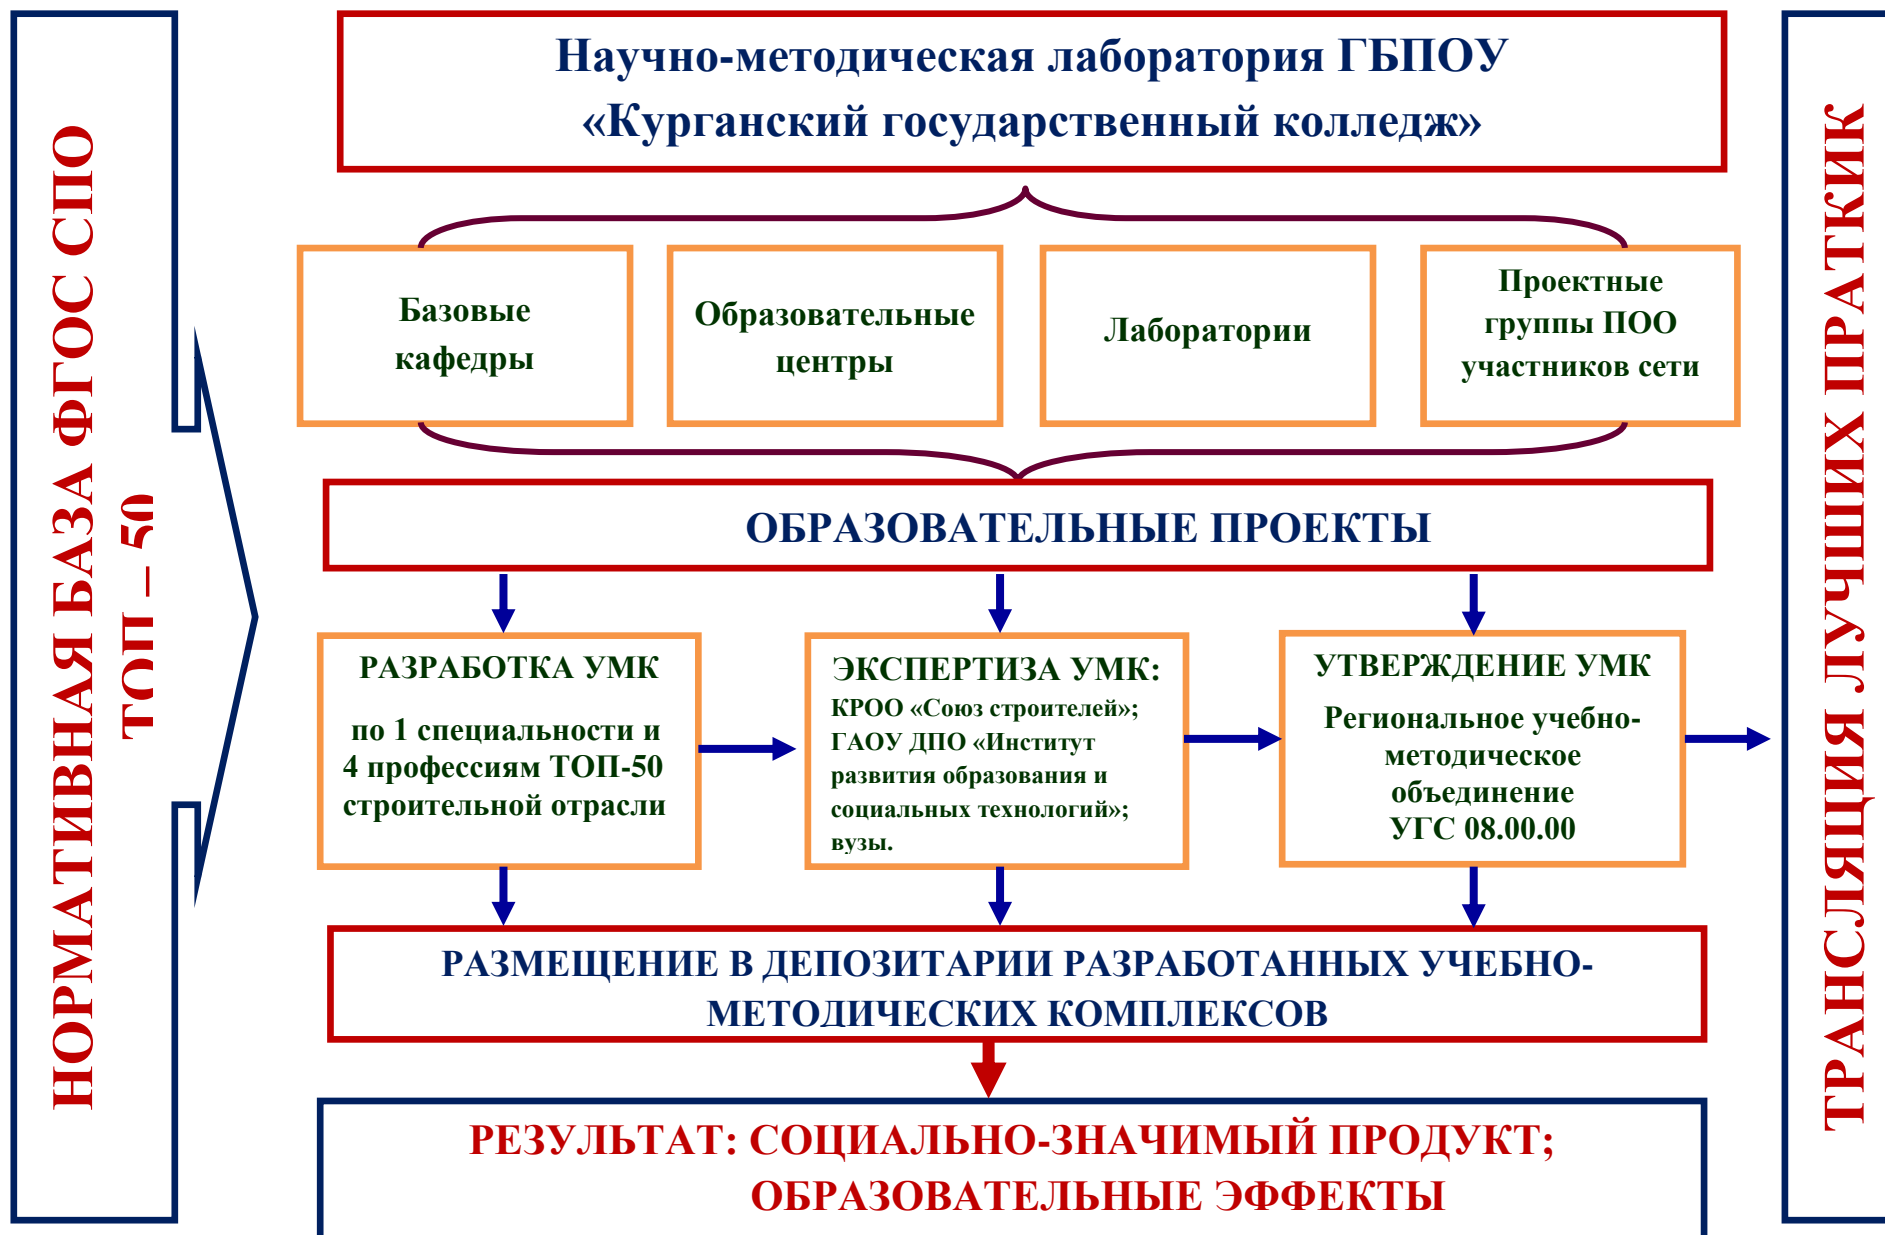 НОРМАТИВНАЯ БАЗА ФГОС СПО
ТОП – 50
Научно-методическая лаборатория ГБПОУ
«Курганский государственный колледж»
Базовые
кафедры
Образовательные
центры
Лаборатории
Проектные
группы ПОО
участников сети
ОБРАЗОВАТЕЛЬНЫЕ ПРОЕКТЫ
РАЗРАБОТКА УМК
по 1 специальности и
4 профессиям ТОП-50
строительной отрасли
ЭКСПЕРТИЗА УМК:
КРОО «Союз строителей»;
ГАОУ ДПО «Институт
развития образования и
социальных технологий»;
вузы.
УТВЕРЖДЕНИЕ УМК
Региональное учебно-
методическое
объединение
УГС 08.00.00
РАЗМЕЩЕНИЕ В ДЕПОЗИТАРИИ РАЗРАБОТАННЫХ УЧЕБНО-
МЕТОДИЧЕСКИХ КОМПЛЕКСОВ
РЕЗУЛЬТАТ: СОЦИАЛЬНО-ЗНАЧИМЫЙ ПРОДУКТ;
ОБРАЗОВАТЕЛЬНЫЕ ЭФФЕКТЫ
ТРАНСЛЯЦИЯ ЛУЧШИХ ПРАТКИК